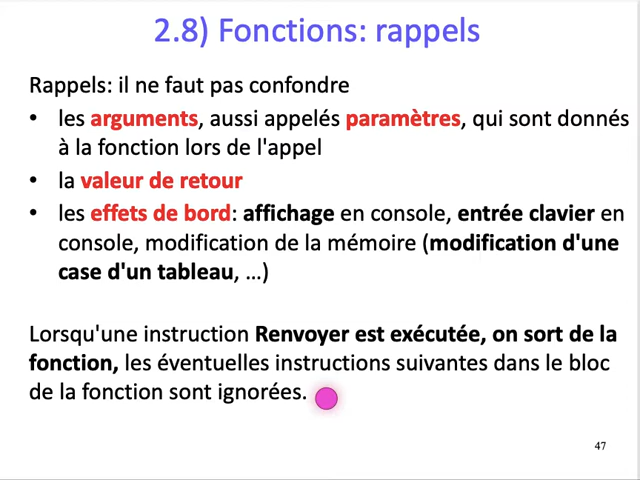 2.8) Fonctions: rappels
Rappels: il ne faut pas confondre
• les arguments, aussi appelés paramètres, qui sont donnés
à la fonction lors de l'appel
• la valeur de retour
• les effets de bord: affichage en console, entrée clavier en
console, modification de la mémoire (modification d'une
case d'un tableau, …)
Lorsqu'une instruction Renvoyer est exécutée, on sort de la
fonction, les éventuelles instructions suivantes dans le bloc
de la fonction sont ignorées.
47